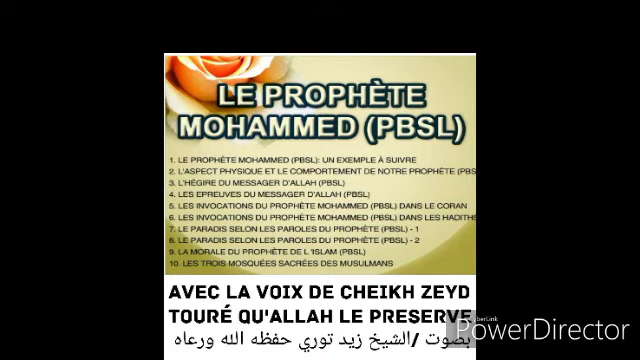 LE PROPHÈTE
MOHAMMED (PBSL)
1. LE PROPHÈTE MOHAMMED (PBSL): UN EXEMPLE À SUIVRE
2. L'ASPECT PHYSIQUE ET LE COMPORTEMENT DE NOTRE PROPHÈTE (PBS
3. L'HÉGIRE DU MESSAGER D'ALLAH (PBSL)
4. LES EPREUVES DU MESSAGER D'ALLAH (PBSL)
5. LES INVOCATIONS DU PROPHÈTE MOHAMMED (PBSL) DANS LE CORAN
6. LES INVOCATIONS DU PROPHÈTE MOHAMMED (PBSL) DANS LES HADITHS
7. LE PARADIS SELON LES PAROLES DU PROPHÈTE (PBSL) - 1
8. LE PARADIS SELON LES PAROLES DU PROPHÈTE (PBSL) - 2
9. LA MORALE DU PROPHÈTE DE L'ISLAM (PBSL)
10. LES TROIS MOSQUÉES SACRÉES DES MUSULMANS
AVEC LA VOIX DE CHEIKH ZEYD
TOURÉ QU'ALLAH LE PRESERVE
بصوت /الشيخ زيد توري حفظه الله ورعاه
CyberLink
PowerDirector